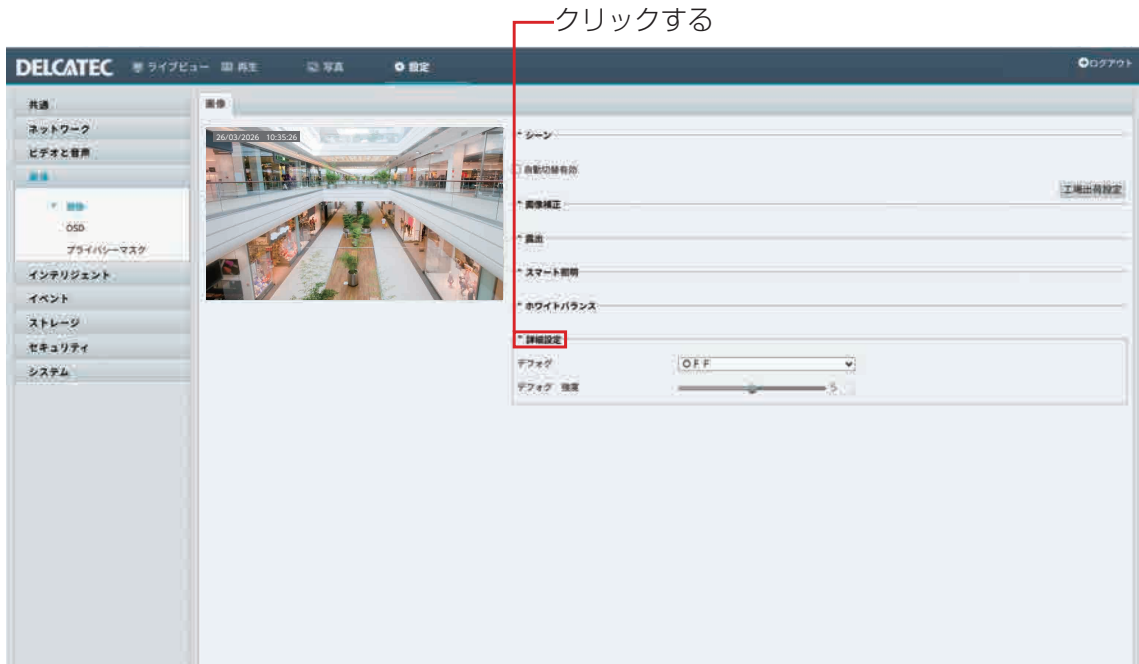 クリックする
DELCATEC ライブビュー 再生 写真 設定 ログアウト
共通
ネットワーク
ビデオと音声
画像
画像
OSD
プライバシーマスク
インテリジェント
イベント
ストレージ
セキュリティ
システム
画像
26/03/2026 10:35:26
シーン
自動切替有効
工場出荷設定
画像補正
露出
スマート照明
ホワイトバランス
詳細設定
デフォグ OFF
デフォグ 強度 5